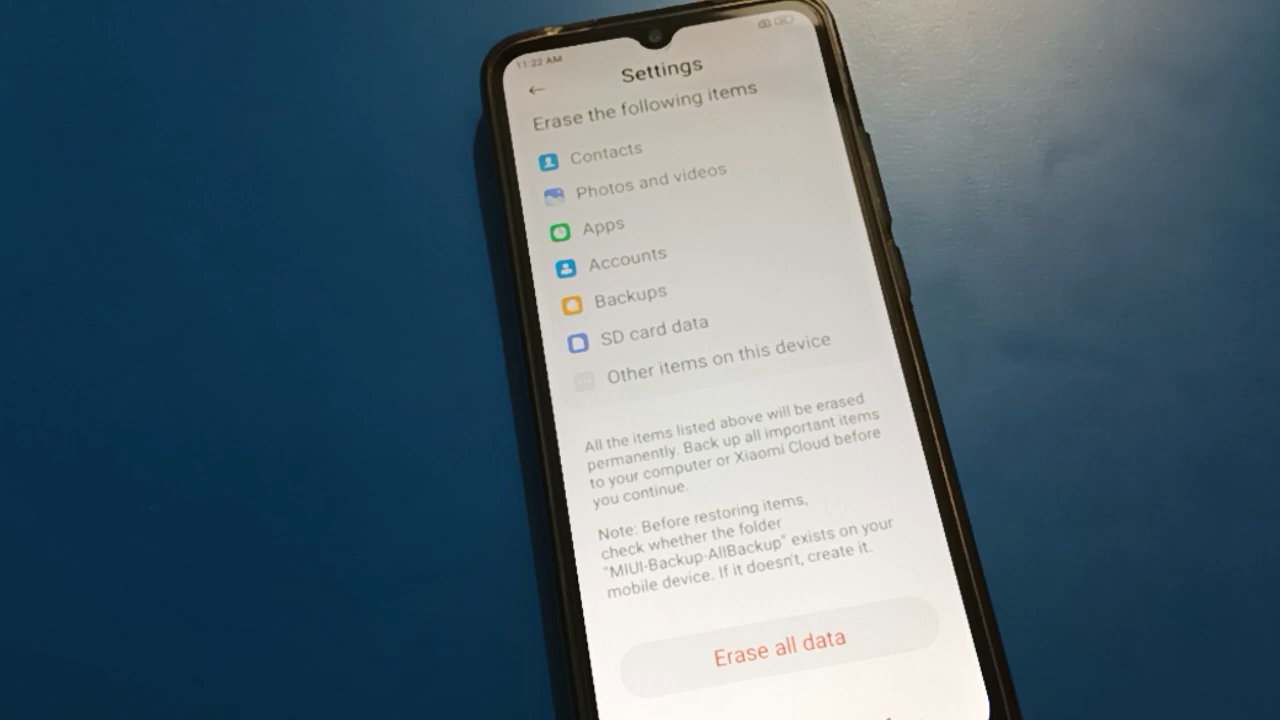 11:22 AM
Settings
Erase the following items
Contacts
Photos and videos
Apps
Accounts
Backups
SD card data
Other items on this device
All the items listed above will be erased
permanently. Back up all important items
to your computer or Xiaomi Cloud before
you continue.
Note: Before restoring items,
check whether the folder
"MIUI-Backup-AllBackup" exists on your
mobile device. If it doesn't, create it.
Erase all data